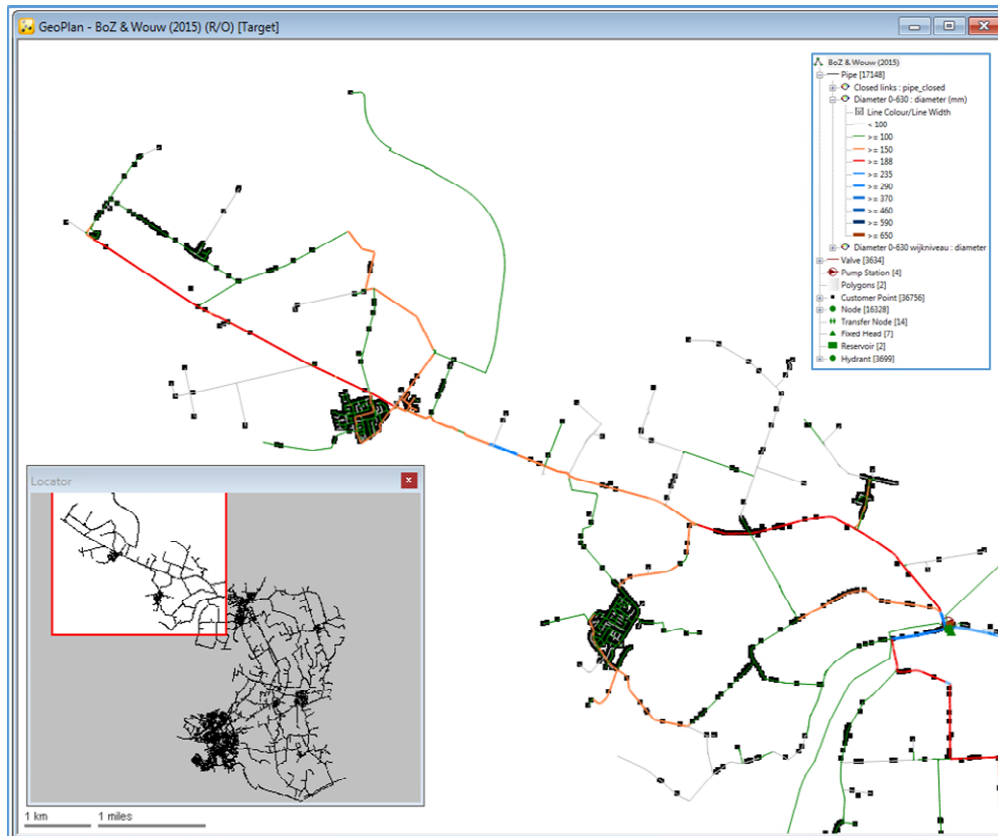 GeoPlan - BoZ & Wouw (2015) (R/O) [Target]
BoZ & Wouw (2015)
Pipe [17148]
Closed links : pipe_closed
Diameter 0-630 : diameter (mm)
Line Colour/Line Width
< 100
>= 100
>= 150
>= 188
>= 235
>= 290
>= 370
>= 460
>= 590
>= 650
Diameter 0-630 wijkniveau : diameter
Valve [3634]
Pump Station [4]
Polygons [2]
Customer Point [36756]
Node [16328]
Transfer Node [14]
Fixed Head [7]
Reservoir [2]
Hydrant [3699]
Locator
1 km
1 miles